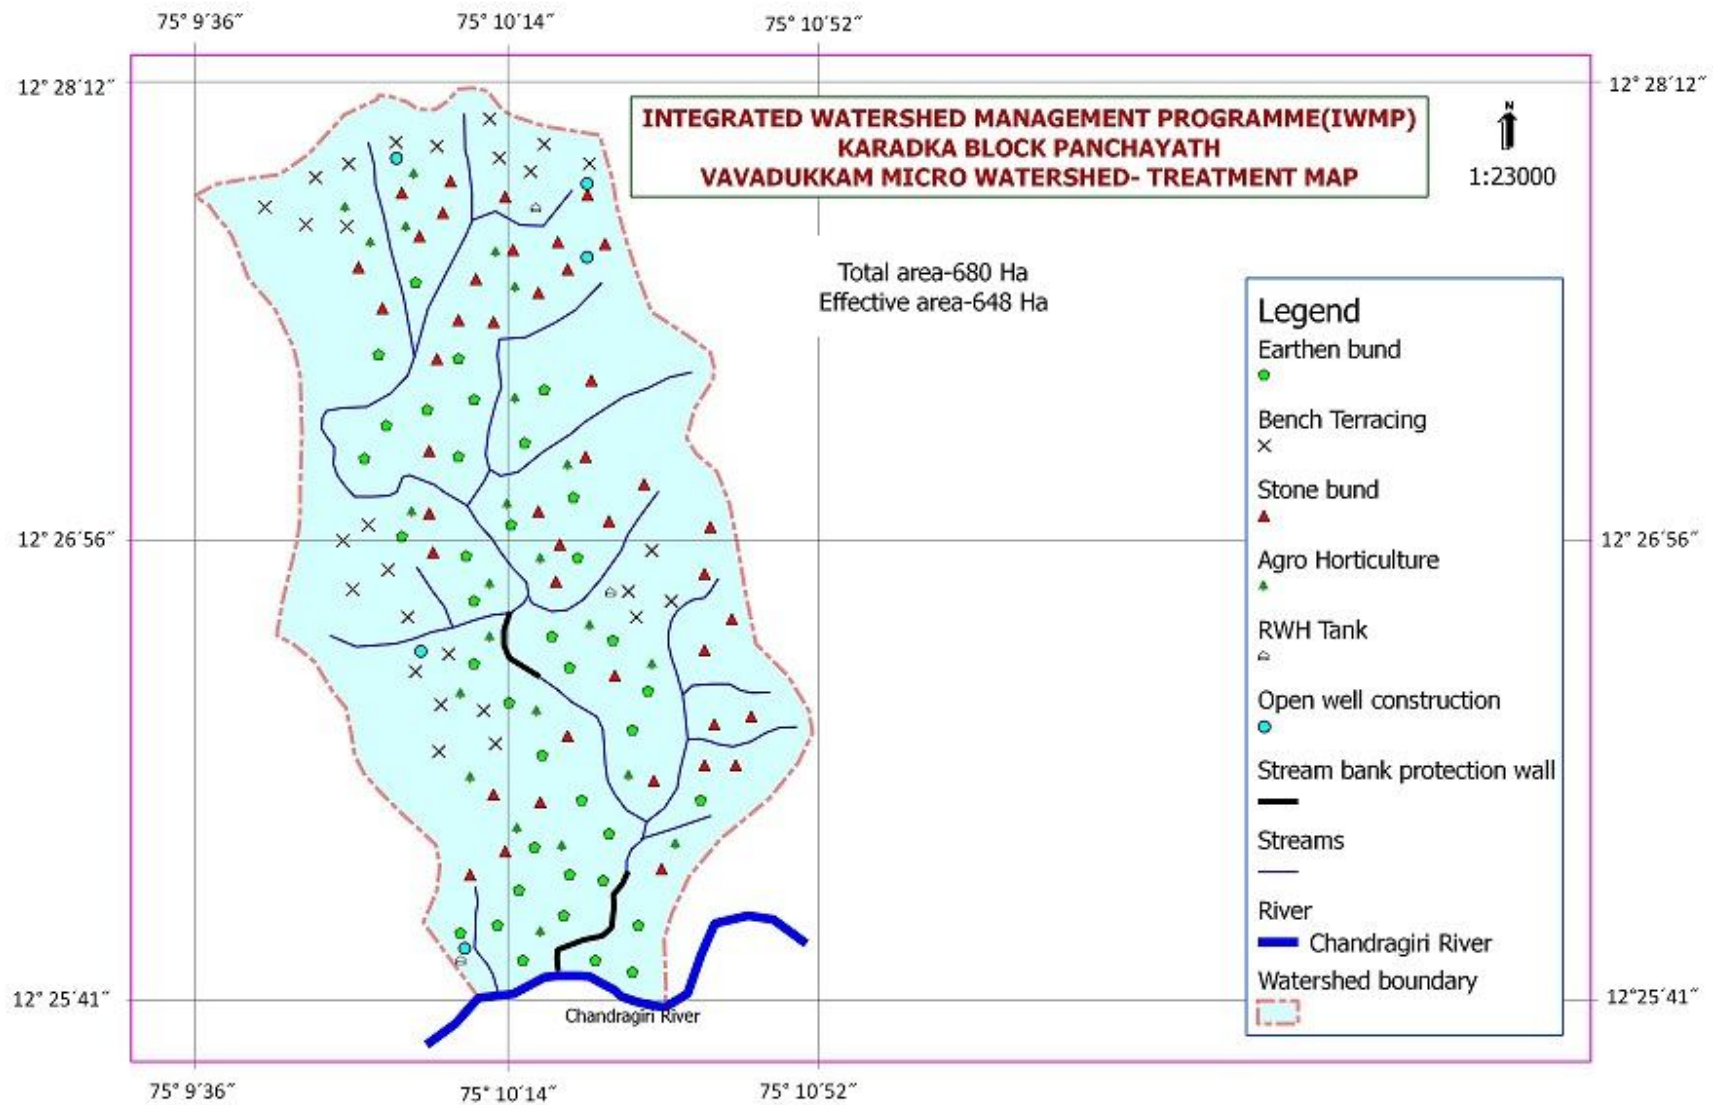 75° 9′36″ 75° 10′14″ 75° 10′52″
12° 28′12″ 12° 28′12″
INTEGRATED WATERSHED MANAGEMENT PROGRAMME(IWMP)
KARADKA BLOCK PANCHAYATH
VAVADUKKAM MICRO WATERSHED- TREATMENT MAP
N
1:23000
Total area-680 Ha
Effective area-648 Ha
Legend
Earthen bund
Bench Terracing
Stone bund
Agro Horticulture
RWH Tank
Open well construction
Stream bank protection wall
Streams
River
Chandragiri River
Watershed boundary
12° 26′56″ 12° 26′56″
12° 25′41″ 12°25′41″
Chandragiri River
75° 9′36″ 75° 10′14″ 75° 10′52″